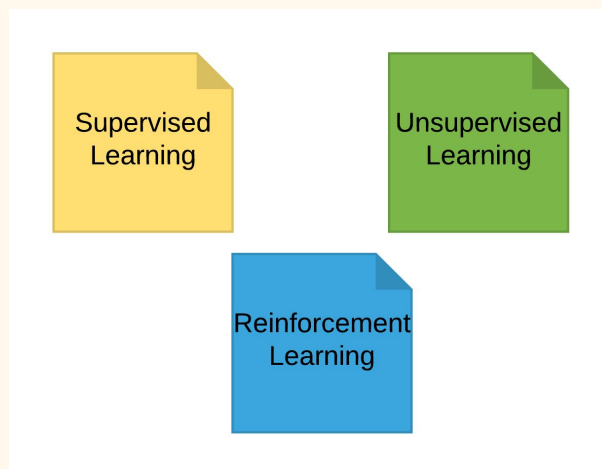 Supervised
Learning
Unsupervised
Learning
Reinforcement
Learning